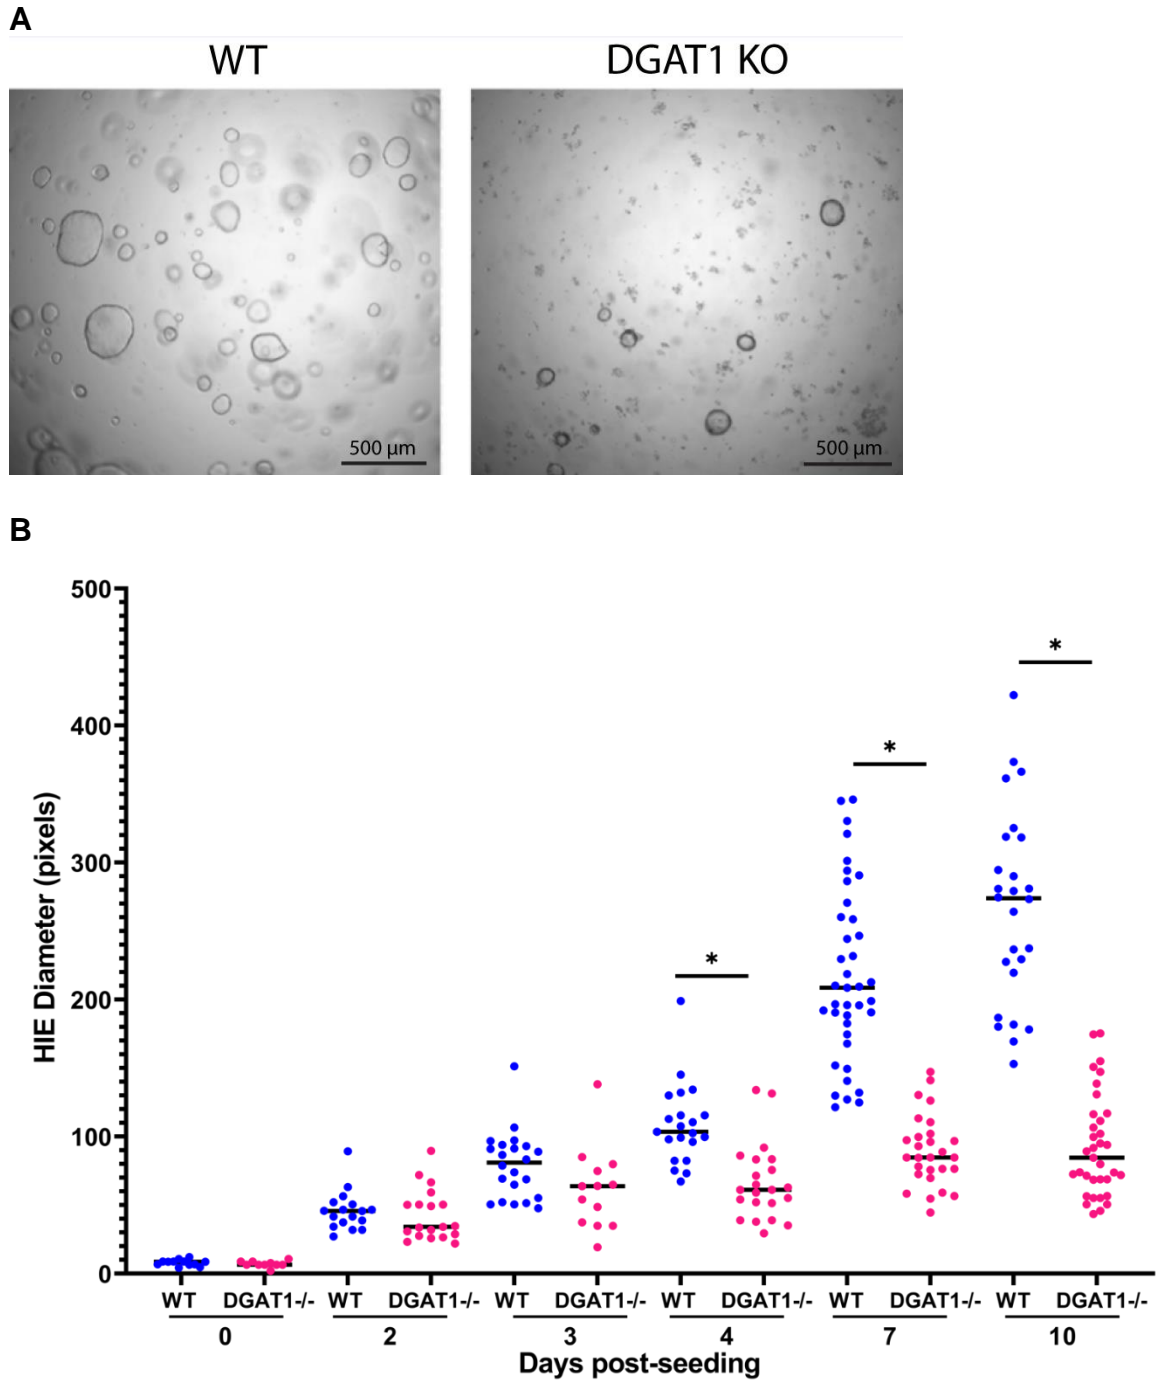 A
WT
DGAT1 KO
500 µm
500 µm
B
500
400
300
200
100
0
HIE Diameter (pixels)
*
*
*
WT DGAT1-/- WT DGAT1-/- WT DGAT1-/- WT DGAT1-/- WT DGAT1-/- WT DGAT1-/-
0 2 3 4 7 10
Days post-seeding